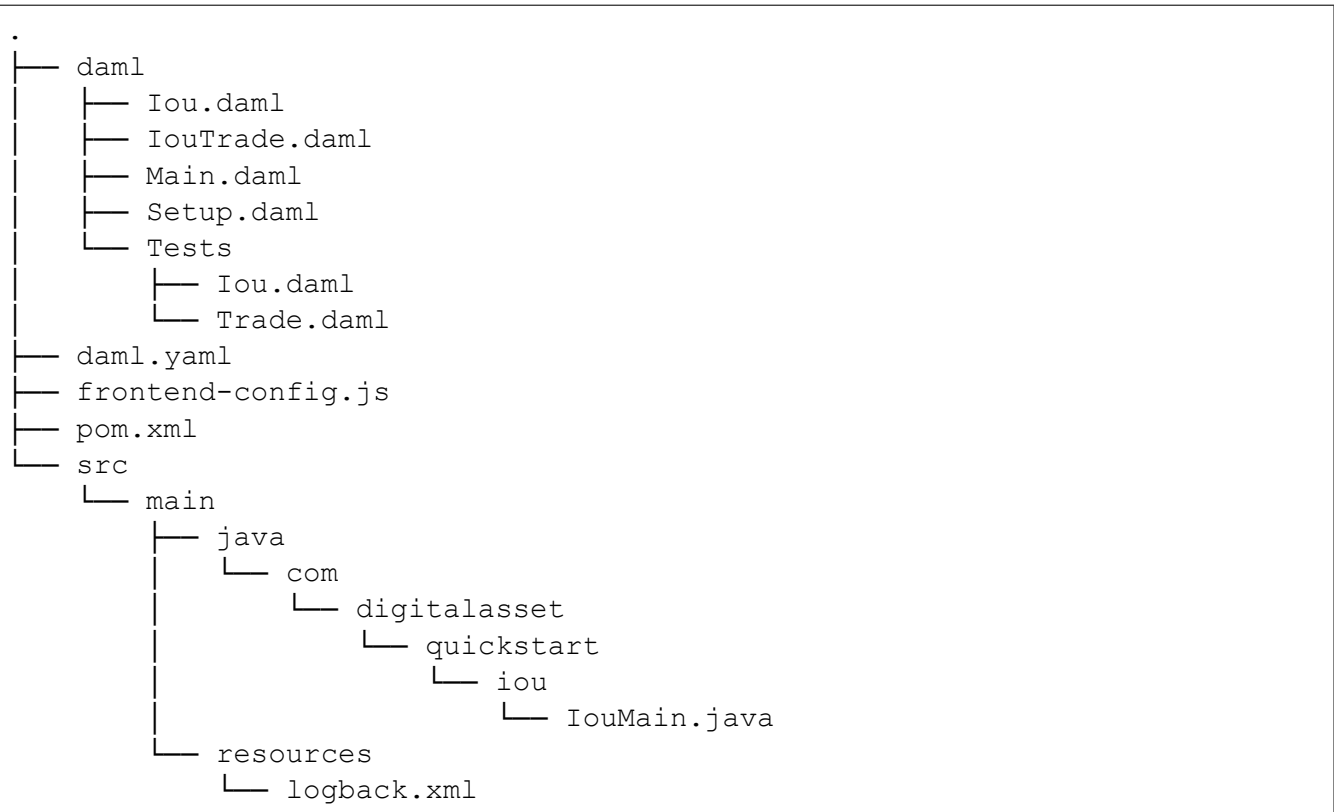 .
├── daml
│   ├── Iou.daml
│   ├── IouTrade.daml
│   ├── Main.daml
│   ├── Setup.daml
│   └── Tests
│       ├── Iou.daml
│       └── Trade.daml
├── daml.yaml
├── frontend-config.js
├── pom.xml
└── src
    └── main
        ├── java
        │   └── com
        │       └── digitalasset
        │           └── quickstart
        │               └── iou
        │                   └── IouMain.java
        └── resources
            └── logback.xml